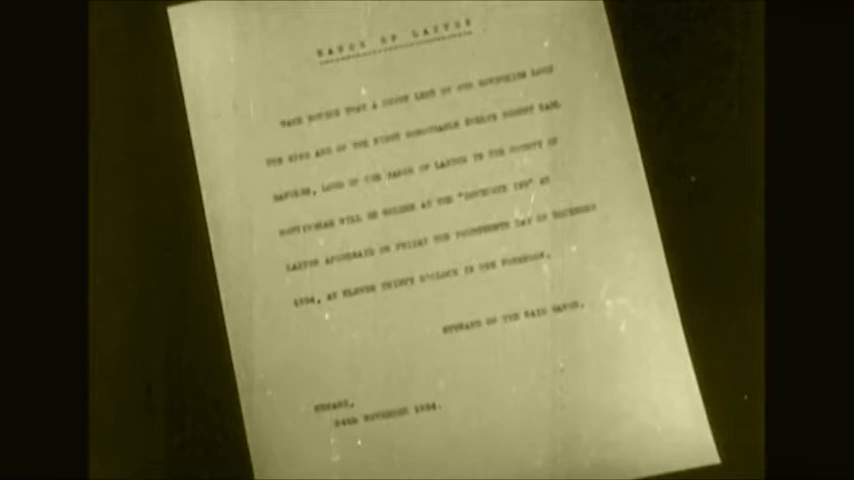 MANOR OF LAXTON
TAKE NOTICE THAT A COURT LEET OF OUR SOVEREIGN LORD
THE KING AND OF THE RIGHT HONOURABLE EVELYN ROBERT EARL
MANVERS, LORD OF THE MANOR OF LAXTON IN THE COUNTY OF
NOTTINGHAM WILL BE HOLDEN AT THE "DOVECOTE INN" AT
LAXTON AFORESAID ON FRIDAY THE FOURTEENTH DAY OF DECEMBER
1934, AT ELEVEN THIRTY O'CLOCK IN THE FORENOON.
STEWARD OF THE SAID MANOR.
NEWARK,
24th NOVEMBER 1934.